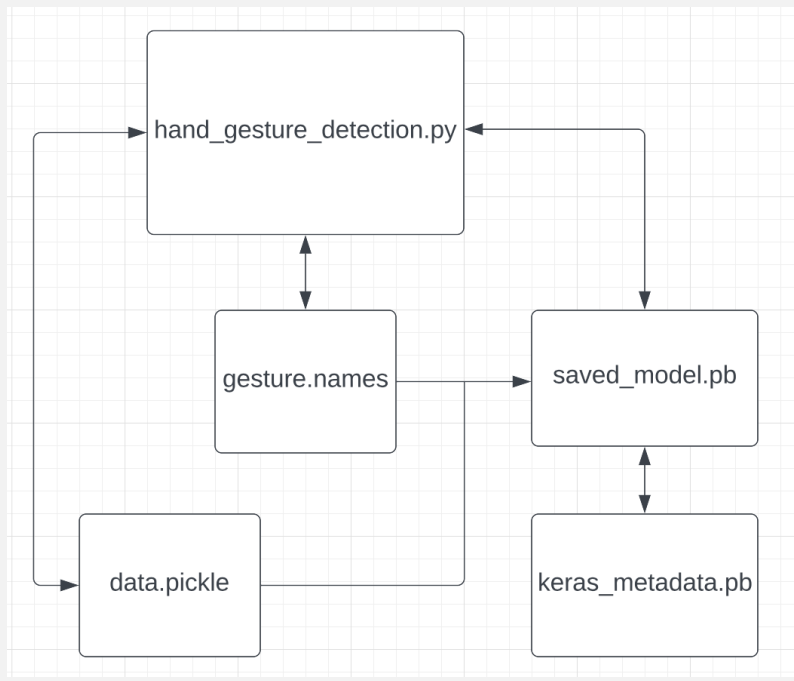 hand_gesture_detection.py
gesture.names
saved_model.pb
data.pickle
keras_metadata.pb